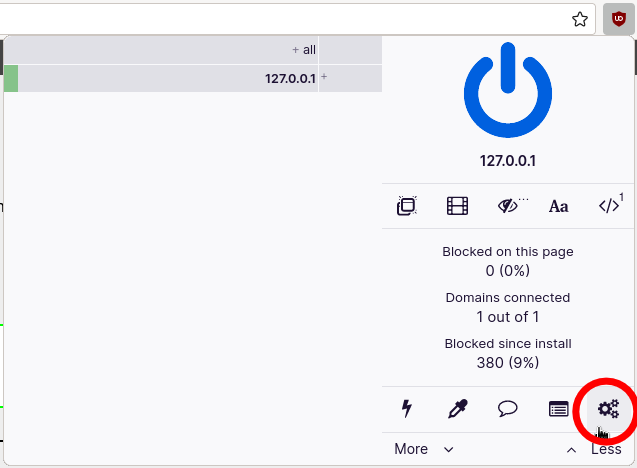 UD
+ all
127.0.0.1 +
127.0.0.1
Aa </> 1
Blocked on this page
0 (0%)
Domains connected
1 out of 1
Blocked since install
380 (9%)
More
Less